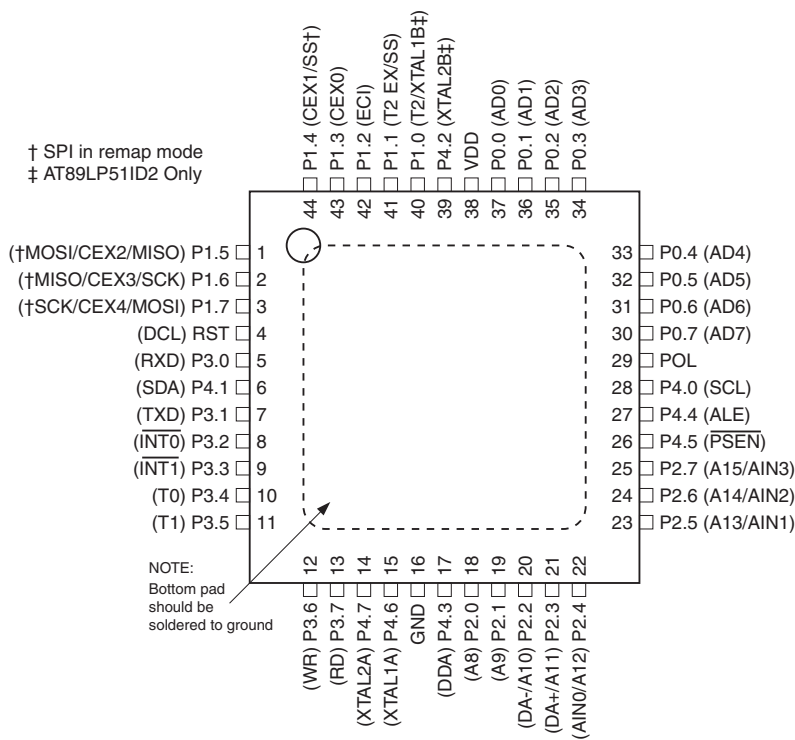 † SPI in remap mode
‡ AT89LP51ID2 Only
P1.4 (CEX1/SS†)
P1.3 (CEX0)
P1.2 (ECI)
P1.1 (T2 EX/SS)
P1.0 (T2/XTAL1B‡)
P4.2 (XTAL2B‡)
VDD
P0.0 (AD0)
P0.1 (AD1)
P0.2 (AD2)
P0.3 (AD3)
44
43
42
41
40
39
38
37
36
35
34
(†MOSI/CEX2/MISO) P1.5 1
(†MISO/CEX3/SCK) P1.6 2
(†SCK/CEX4/MOSI) P1.7 3
(DCL) RST 4
(RXD) P3.0 5
(SDA) P4.1 6
(TXD) P3.1 7
(INT0) P3.2 8
(INT1) P3.3 9
(T0) P3.4 10
(T1) P3.5 11
33 P0.4 (AD4)
32 P0.5 (AD5)
31 P0.6 (AD6)
30 P0.7 (AD7)
29 POL
28 P4.0 (SCL)
27 P4.4 (ALE)
26 P4.5 (PSEN)
25 P2.7 (A15/AIN3)
24 P2.6 (A14/AIN2)
23 P2.5 (A13/AIN1)
NOTE:
Bottom pad
should be
soldered to ground
12
13
14
15
16
17
18
19
20
21
22
(WR) P3.6
(RD) P3.7
(XTAL2A) P4.7
(XTAL1A) P4.6
GND
(DDA) P4.3
(A8) P2.0
(A9) P2.1
(DA-/A10) P2.2
(DA+/A11) P2.3
(AIN0/A12) P2.4